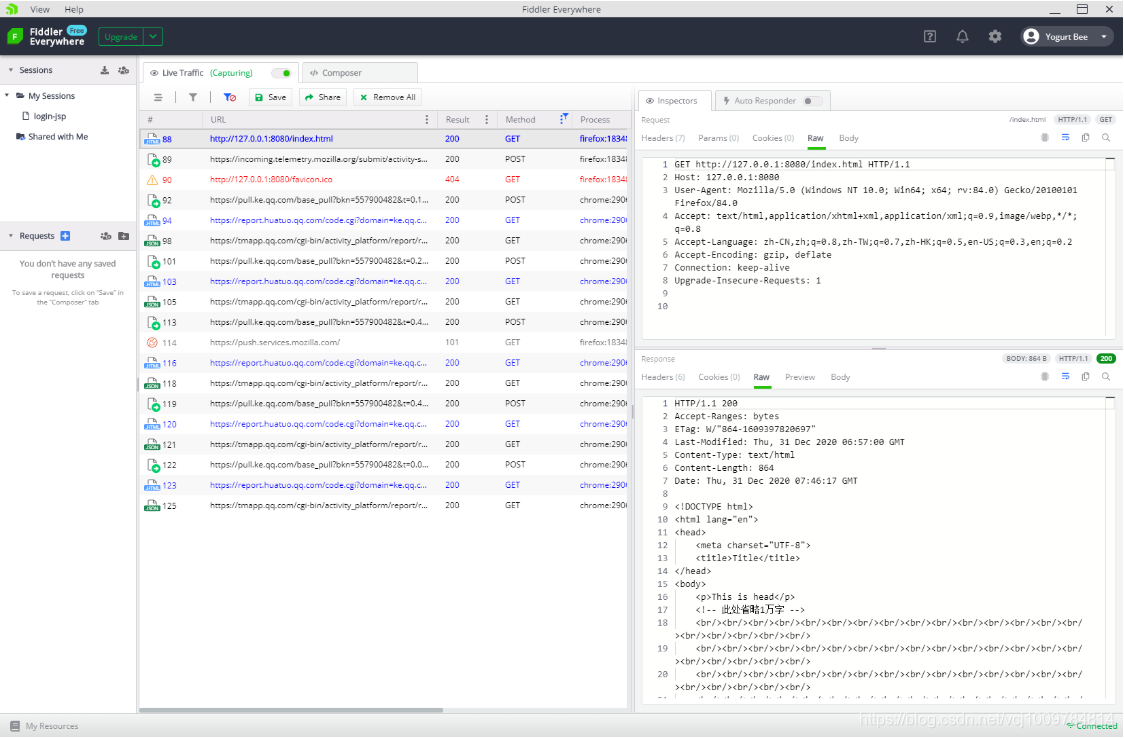 View Help Fiddler Everywhere
Fiddler Free
Everywhere
Upgrade
Yogurt Bee
Sessions
My Sessions
login-jsp
Shared with Me
Requests
You don't have any saved
requests
To save a request, click on "Save" in
the "Composer" tab
Live Traffic (Capturing)
Composer
Save Share Remove All
# URL Result Method Process
88 http://127.0.0.1:8080/index.html 200 GET firefox:18348
89 https://incoming.telemetry.mozilla.org/submit/activity-s... 200 POST firefox:18348
90 http://127.0.0.1:8080/favicon.ico 404 GET firefox:18348
92 https://pull.ke.qq.com/base_pull?bkn=557900482&t=0.1... 200 POST chrome:2906
94 https://report.huatuo.qq.com/code.cgi?domain=ke.qq.c... 200 GET chrome:2906
98 https://tmapp.qq.com/cgi-bin/activity_platform/report/r... 200 GET chrome:2906
101 https://pull.ke.qq.com/base_pull?bkn=557900482&t=0.2... 200 POST chrome:2906
103 https://report.huatuo.qq.com/code.cgi?domain=ke.qq.c... 200 GET chrome:2906
105 https://tmapp.qq.com/cgi-bin/activity_platform/report/r... 200 GET chrome:2906
113 https://pull.ke.qq.com/base_pull?bkn=557900482&t=0.4... 200 POST chrome:2906
114 https://push.services.mozilla.com/ 101 GET firefox:18348
116 https://report.huatuo.qq.com/code.cgi?domain=ke.qq.c... 200 GET chrome:2906
118 https://tmapp.qq.com/cgi-bin/activity_platform/report/r... 200 GET chrome:2906
119 https://pull.ke.qq.com/base_pull?bkn=557900482&t=0.4... 200 POST chrome:2906
120 https://report.huatuo.qq.com/code.cgi?domain=ke.qq.c... 200 GET chrome:2906
121 https://tmapp.qq.com/cgi-bin/activity_platform/report/r... 200 GET chrome:2906
122 https://pull.ke.qq.com/base_pull?bkn=557900482&t=0.0... 200 POST chrome:2906
123 https://report.huatuo.qq.com/code.cgi?domain=ke.qq.c... 200 GET chrome:2906
125 https://tmapp.qq.com/cgi-bin/activity_platform/report/r... 200 GET chrome:2906
Inspectors Auto Responder
Request /index.html HTTP/1.1 GET
Headers (7) Params (0) Cookies (0) Raw Body
1 GET http://127.0.0.1:8080/index.html HTTP/1.1
2 Host: 127.0.0.1:8080
3 User-Agent: Mozilla/5.0 (Windows NT 10.0; Win64; x64; rv:84.0) Gecko/20100101
Firefox/84.0
4 Accept: text/html,application/xhtml+xml,application/xml;q=0.9,image/webp,*/*;
q=0.8
5 Accept-Language: zh-CN,zh;q=0.8,zh-TW;q=0.7,zh-HK;q=0.5,en-US;q=0.3,en;q=0.2
6 Accept-Encoding: gzip, deflate
7 Connection: keep-alive
8 Upgrade-Insecure-Requests: 1
9
10
Response BODY: 864 B HTTP/1.1 200
Headers (6) Cookies (0) Raw Preview Body
1 HTTP/1.1 200
2 Accept-Ranges: bytes
3 ETag: W/"864-1609397820697"
4 Last-Modified: Thu, 31 Dec 2020 06:57:00 GMT
5 Content-Type: text/html
6 Content-Length: 864
7 Date: Thu, 31 Dec 2020 07:46:17 GMT
8
9 <!DOCTYPE html>
10 <html lang="en">
11 <head>
12 <meta charset="UTF-8">
13 <title>Title</title>
14 </head>
15 <body>
16 <p>This is head</p>
17 <!-- 此处省略1万字 -->
18 <br/><br/><br/><br/><br/><br/><br/><br/><br/><br/><br/><br/><br/><br/><br/>
<br/><br/><br/><br/><br/>
19 <br/><br/><br/><br/><br/><br/><br/><br/><br/><br/><br/><br/><br/><br/><br/>
<br/><br/><br/><br/><br/>
20 <br/><br/><br/><br/><br/><br/><br/><br/><br/><br/><br/><br/><br/><br/><br/>
<br/><br/><br/><br/><br/>
My Resources
Connected